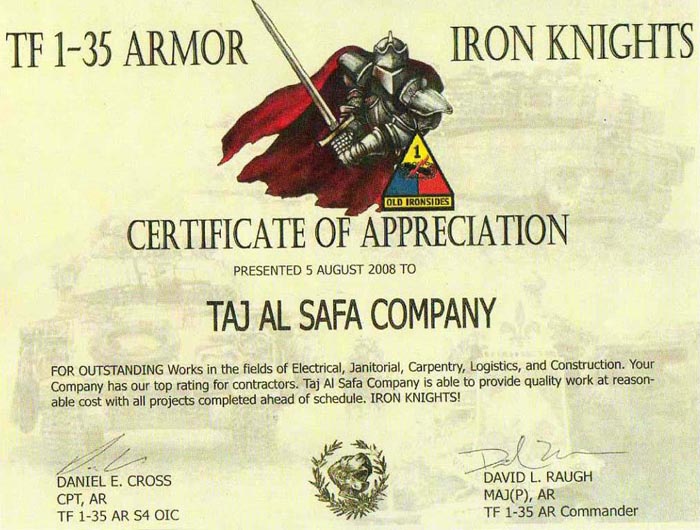 TF 1-35 ARMOR
IRON KNIGHTS
1
OLD IRONSIDES
CERTIFICATE OF APPRECIATION
PRESENTED 5 AUGUST 2008 TO
TAJ AL SAFA COMPANY
FOR OUTSTANDING Works in the fields of Electrical, Janitorial, Carpentry, Logistics, and Construction. Your
Company has our top rating for contractors. Taj Al Safa Company is able to provide quality work at reason-
able cost with all projects completed ahead of schedule. IRON KNIGHTS!
DANIEL E. CROSS
CPT, AR
TF 1-35 AR S4 OIC
DAVID L. RAUGH
MAJ(P), AR
TF 1-35 AR Commander